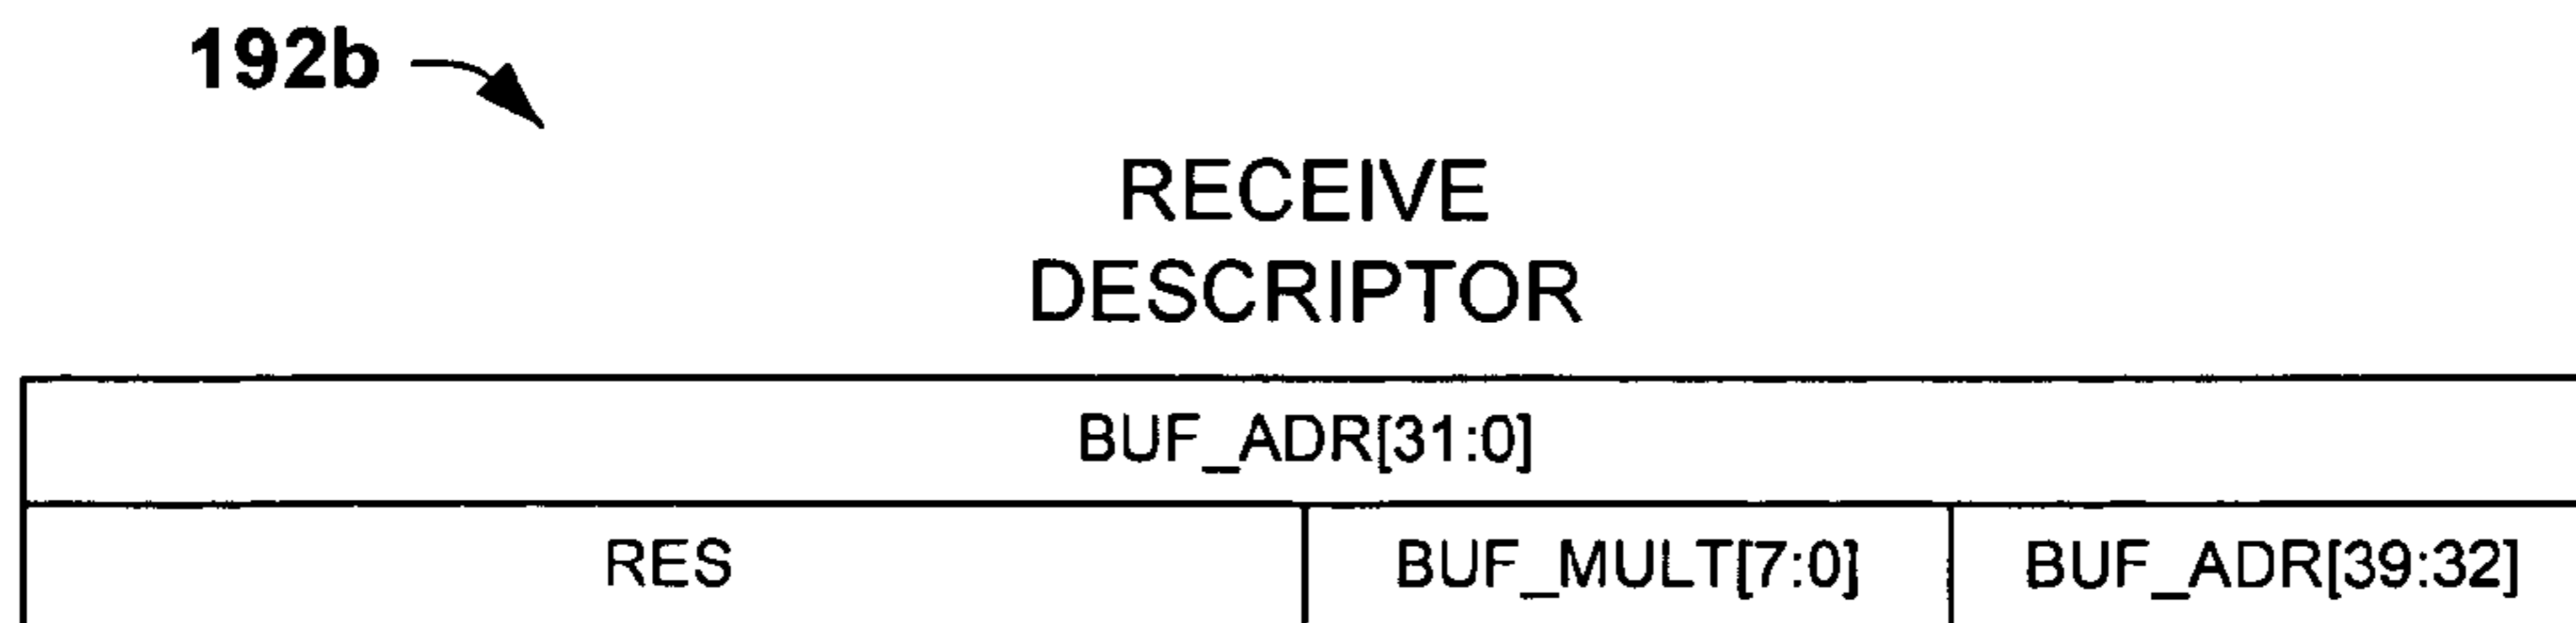 192b
RECEIVE
DESCRIPTOR
BUF_ADR[31:0]
RES BUF_MULT[7:0] BUF_ADR[39:32]